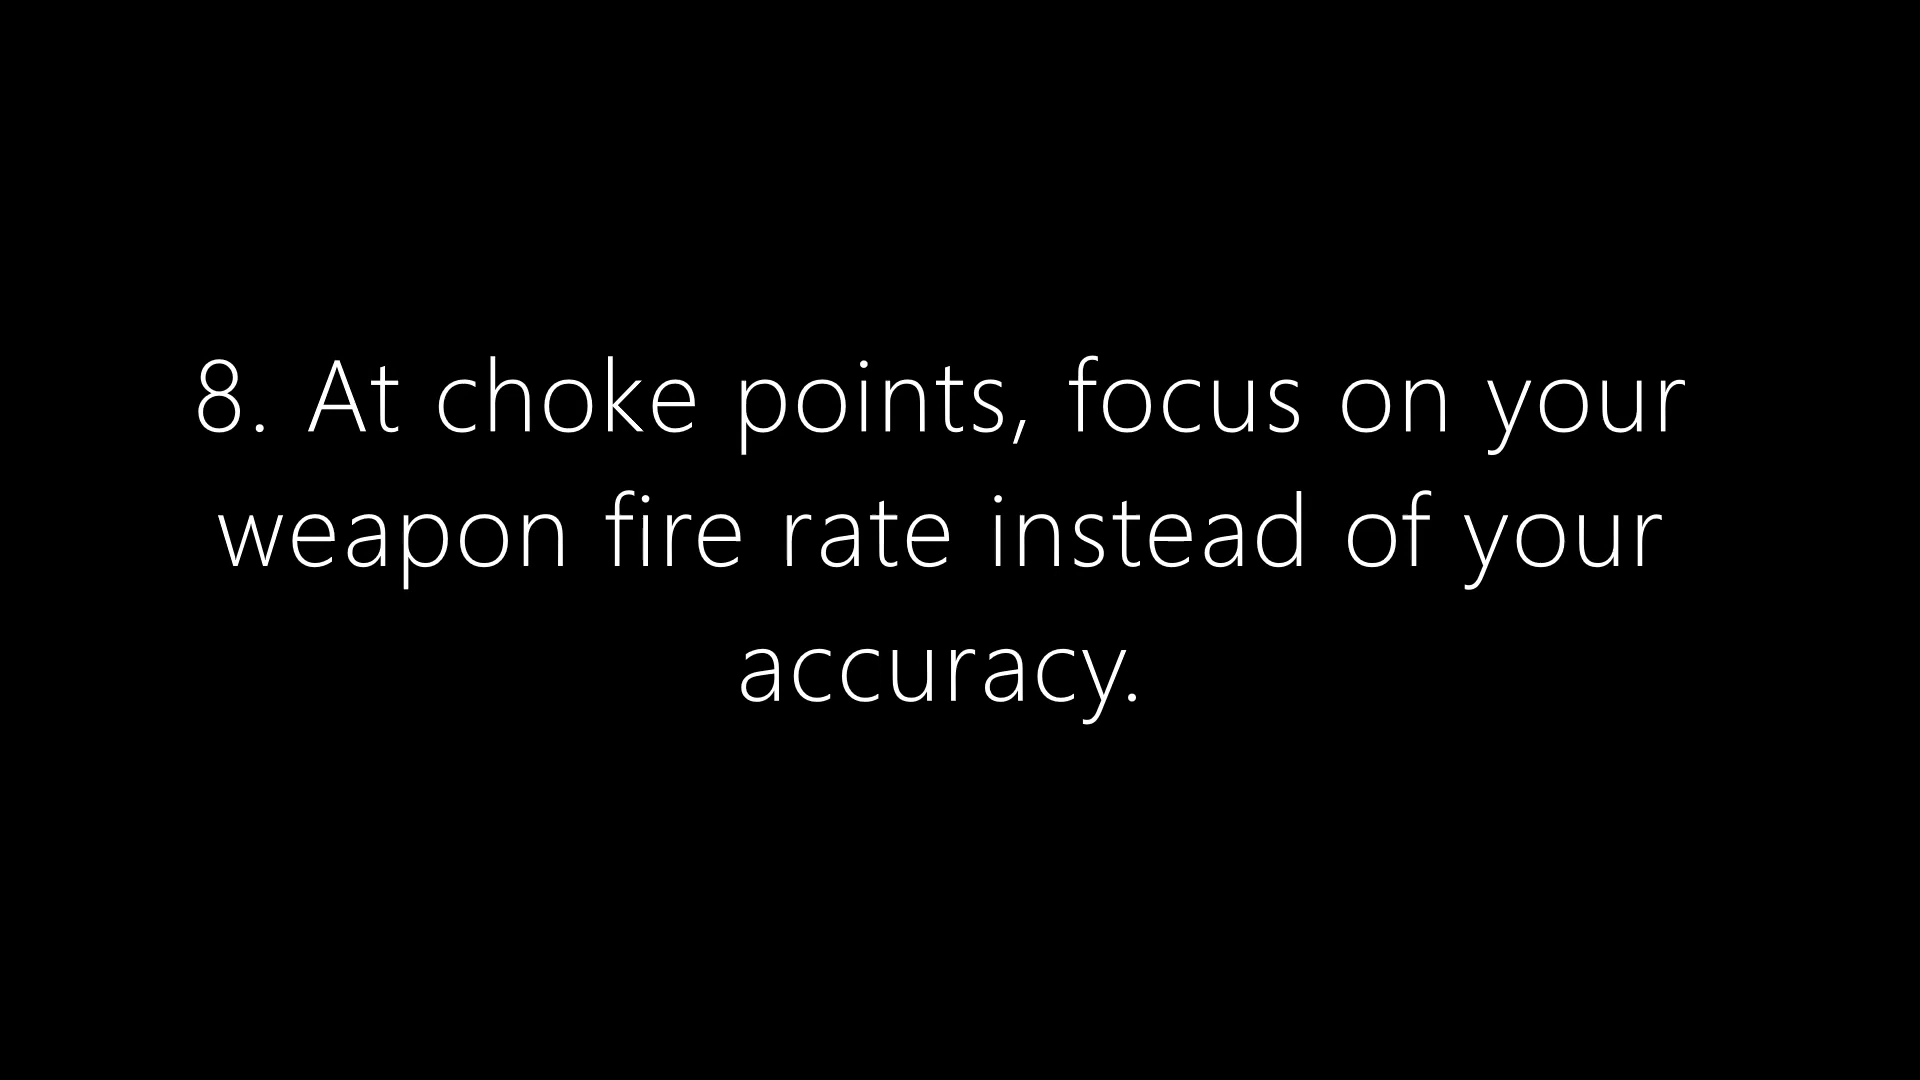 8. At choke points, focus on your
weapon fire rate instead of your
accuracy.